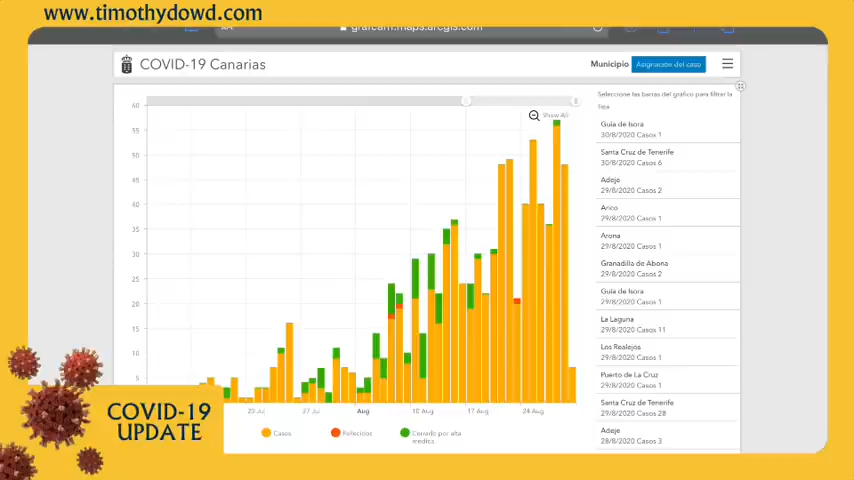 www.timothydowd.com
grafcan.maps.arcgis.com
COVID-19 Canarias
Municipio
Asignación del caso
Seleccione las barras del gráfico para filtrar la
lista
View All
60
55
50
45
40
35
30
25
20
15
10
5
27 Jul
Aug
10 Aug
17 Aug
24 Aug
Casos
Fallecidos
Cerrado por alta
médica
Guía de Isora
30/8/2020 Casos 1
Santa Cruz de Tenerife
30/8/2020 Casos 6
Adeje
29/8/2020 Casos 2
Arico
29/8/2020 Casos 1
Arona
29/8/2020 Casos 1
Granadilla de Abona
29/8/2020 Casos 2
Guía de Isora
29/8/2020 Casos 1
La Laguna
29/8/2020 Casos 11
Los Realejos
29/8/2020 Casos 1
Puerto de La Cruz
29/8/2020 Casos 1
Santa Cruz de Tenerife
29/8/2020 Casos 28
Adeje
28/8/2020 Casos 3
COVID-19
UPDATE